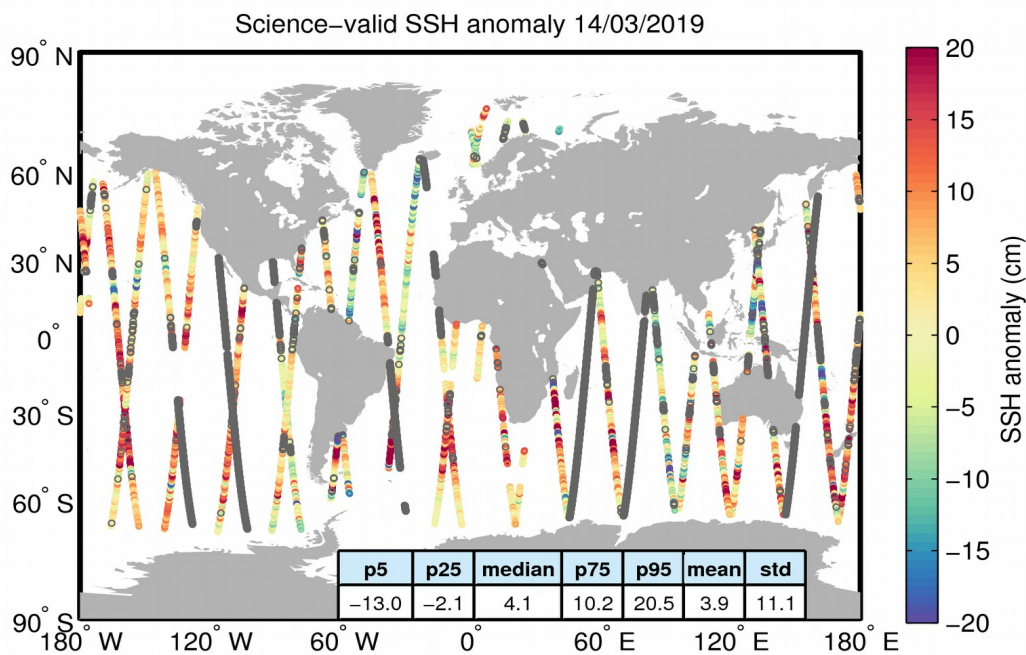 Science−valid SSH anomaly 14/03/2019
90° N
60° N
30° N
0°
30° S
60° S
90° S
180° W
120° W
60° W
0°
60° E
120° E
180° E
p5 p25 median p75 p95 mean std
−13.0 −2.1 4.1 10.2 20.5 3.9 11.1
20
15
10
5
0
−5
−10
−15
−20
SSH anomaly (cm)